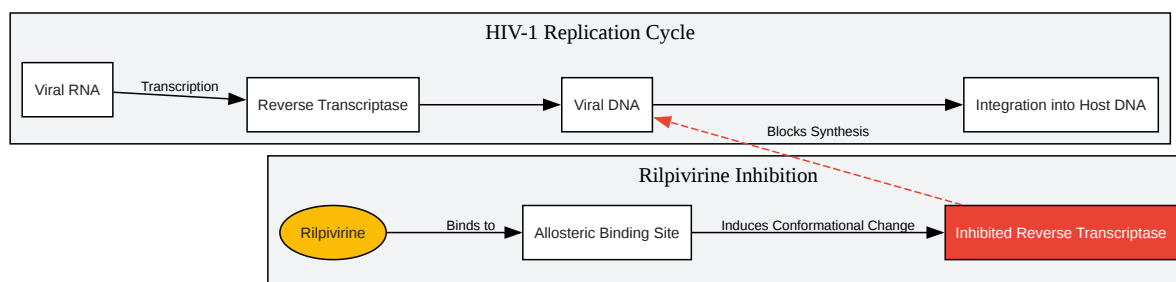 HIV-1 Replication Cycle
Viral RNA
Transcription
Reverse Transcriptase
Viral DNA
Integration into Host DNA
Blocks Synthesis
Rilpivirine Inhibition
Rilpivirine
Binds to
Allosteric Binding Site
Induces Conformational Change
Inhibited Reverse Transcriptase